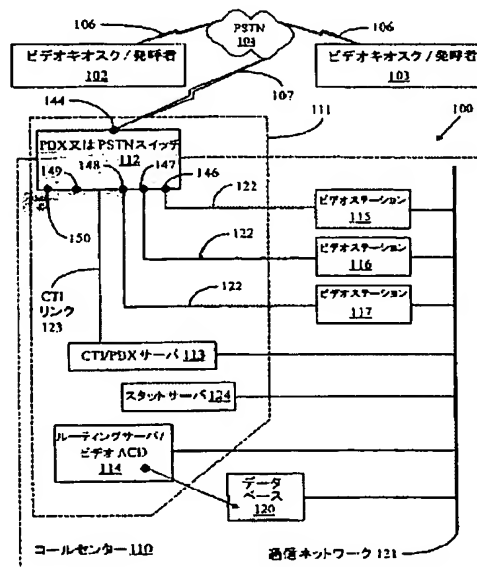 106
PSTN
104
106
ビデオキオスク/発呼者
102
ビデオキオスク/発呼者
103
144
107
111
100
PDX又はPSTNスイッチ
112
149
148
147
146
150
122
ビデオステーション
115
122
ビデオステーション
116
122
ビデオステーション
117
CTI
リンク
123
CTI/PDXサーバ
113
スタットサーバ 124
ルーティングサーバ/
ビデオACD
114
データ
ベース
120
コールセンター 110
通信ネットワーク 121